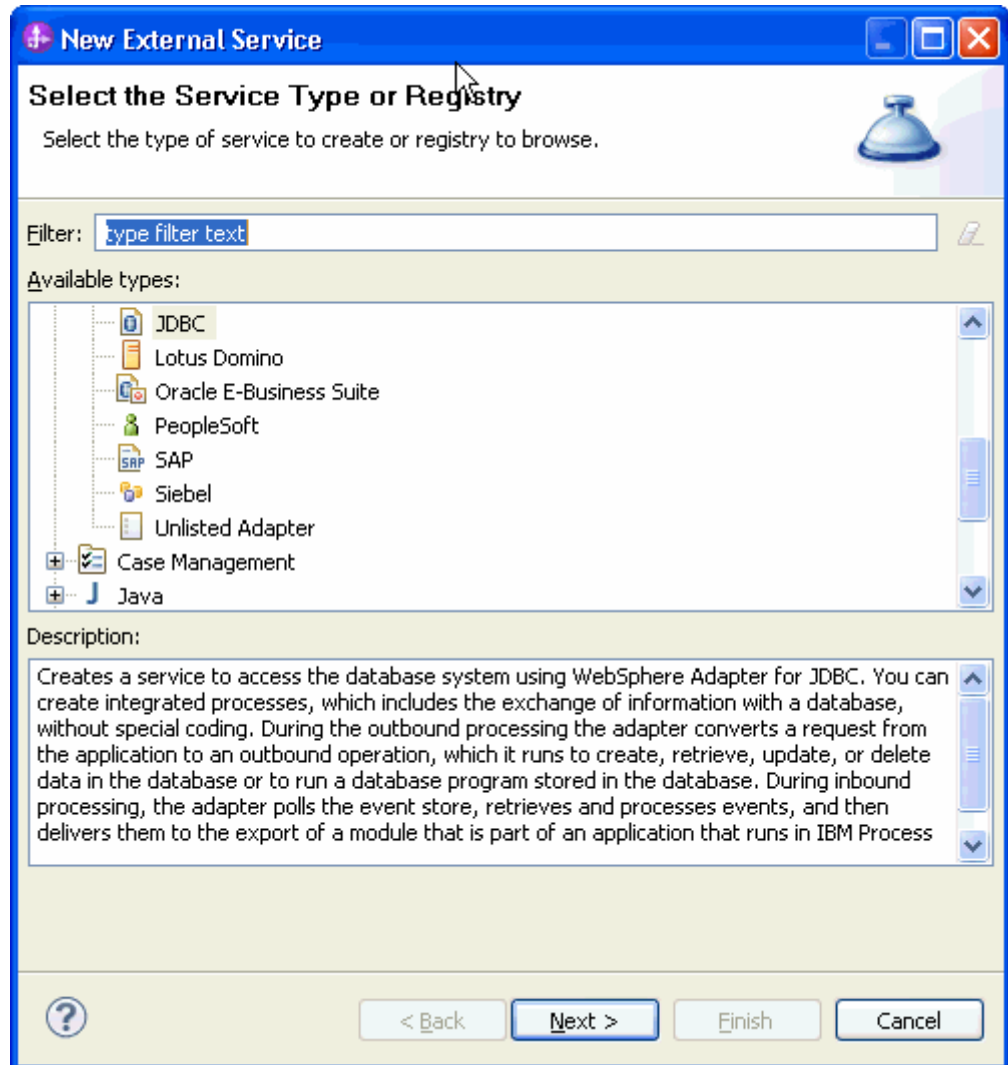 New External Service
Select the Service Type or Registry
Select the type of service to create or registry to browse.
Filter: type filter text
Available types:
JDBC
Lotus Domino
Oracle E-Business Suite
PeopleSoft
SAP SAP
Siebel
Unlisted Adapter
Case Management
J Java
Description:
Creates a service to access the database system using WebSphere Adapter for JDBC. You can
create integrated processes, which includes the exchange of information with a database,
without special coding. During the outbound processing the adapter converts a request from
the application to an outbound operation, which it runs to create, retrieve, update, or delete
data in the database or to run a database program stored in the database. During inbound
processing, the adapter polls the event store, retrieves and processes events, and then
delivers them to the export of a module that is part of an application that runs in IBM Process
? < Back Next > Finish Cancel